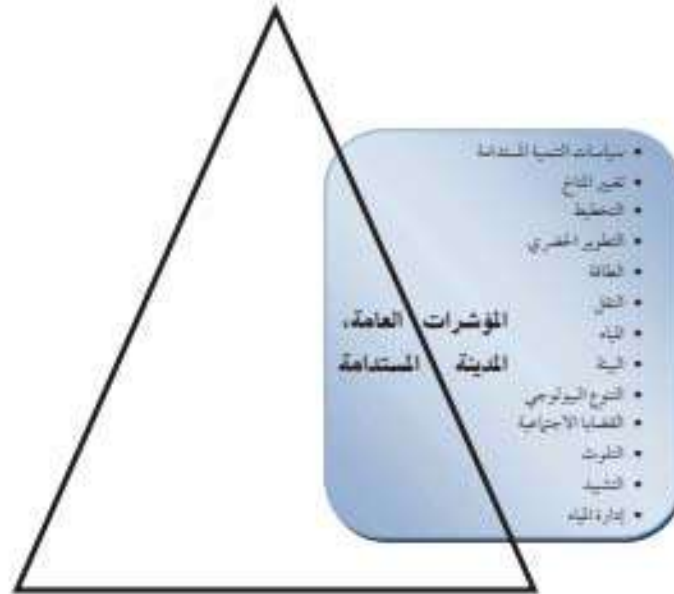 • سياسات التنمية المستدامة
• تغيير المناخ
• التخطيط
• التطوير الحضري
• الطاقة
• النقل
• المياه
• البيئة
• التنوع البيولوجي
• القضايا الاجتماعية
• التلوث
• التشييد
• إدارة المياه
المؤشرات العامة،
المدينة المستدامة